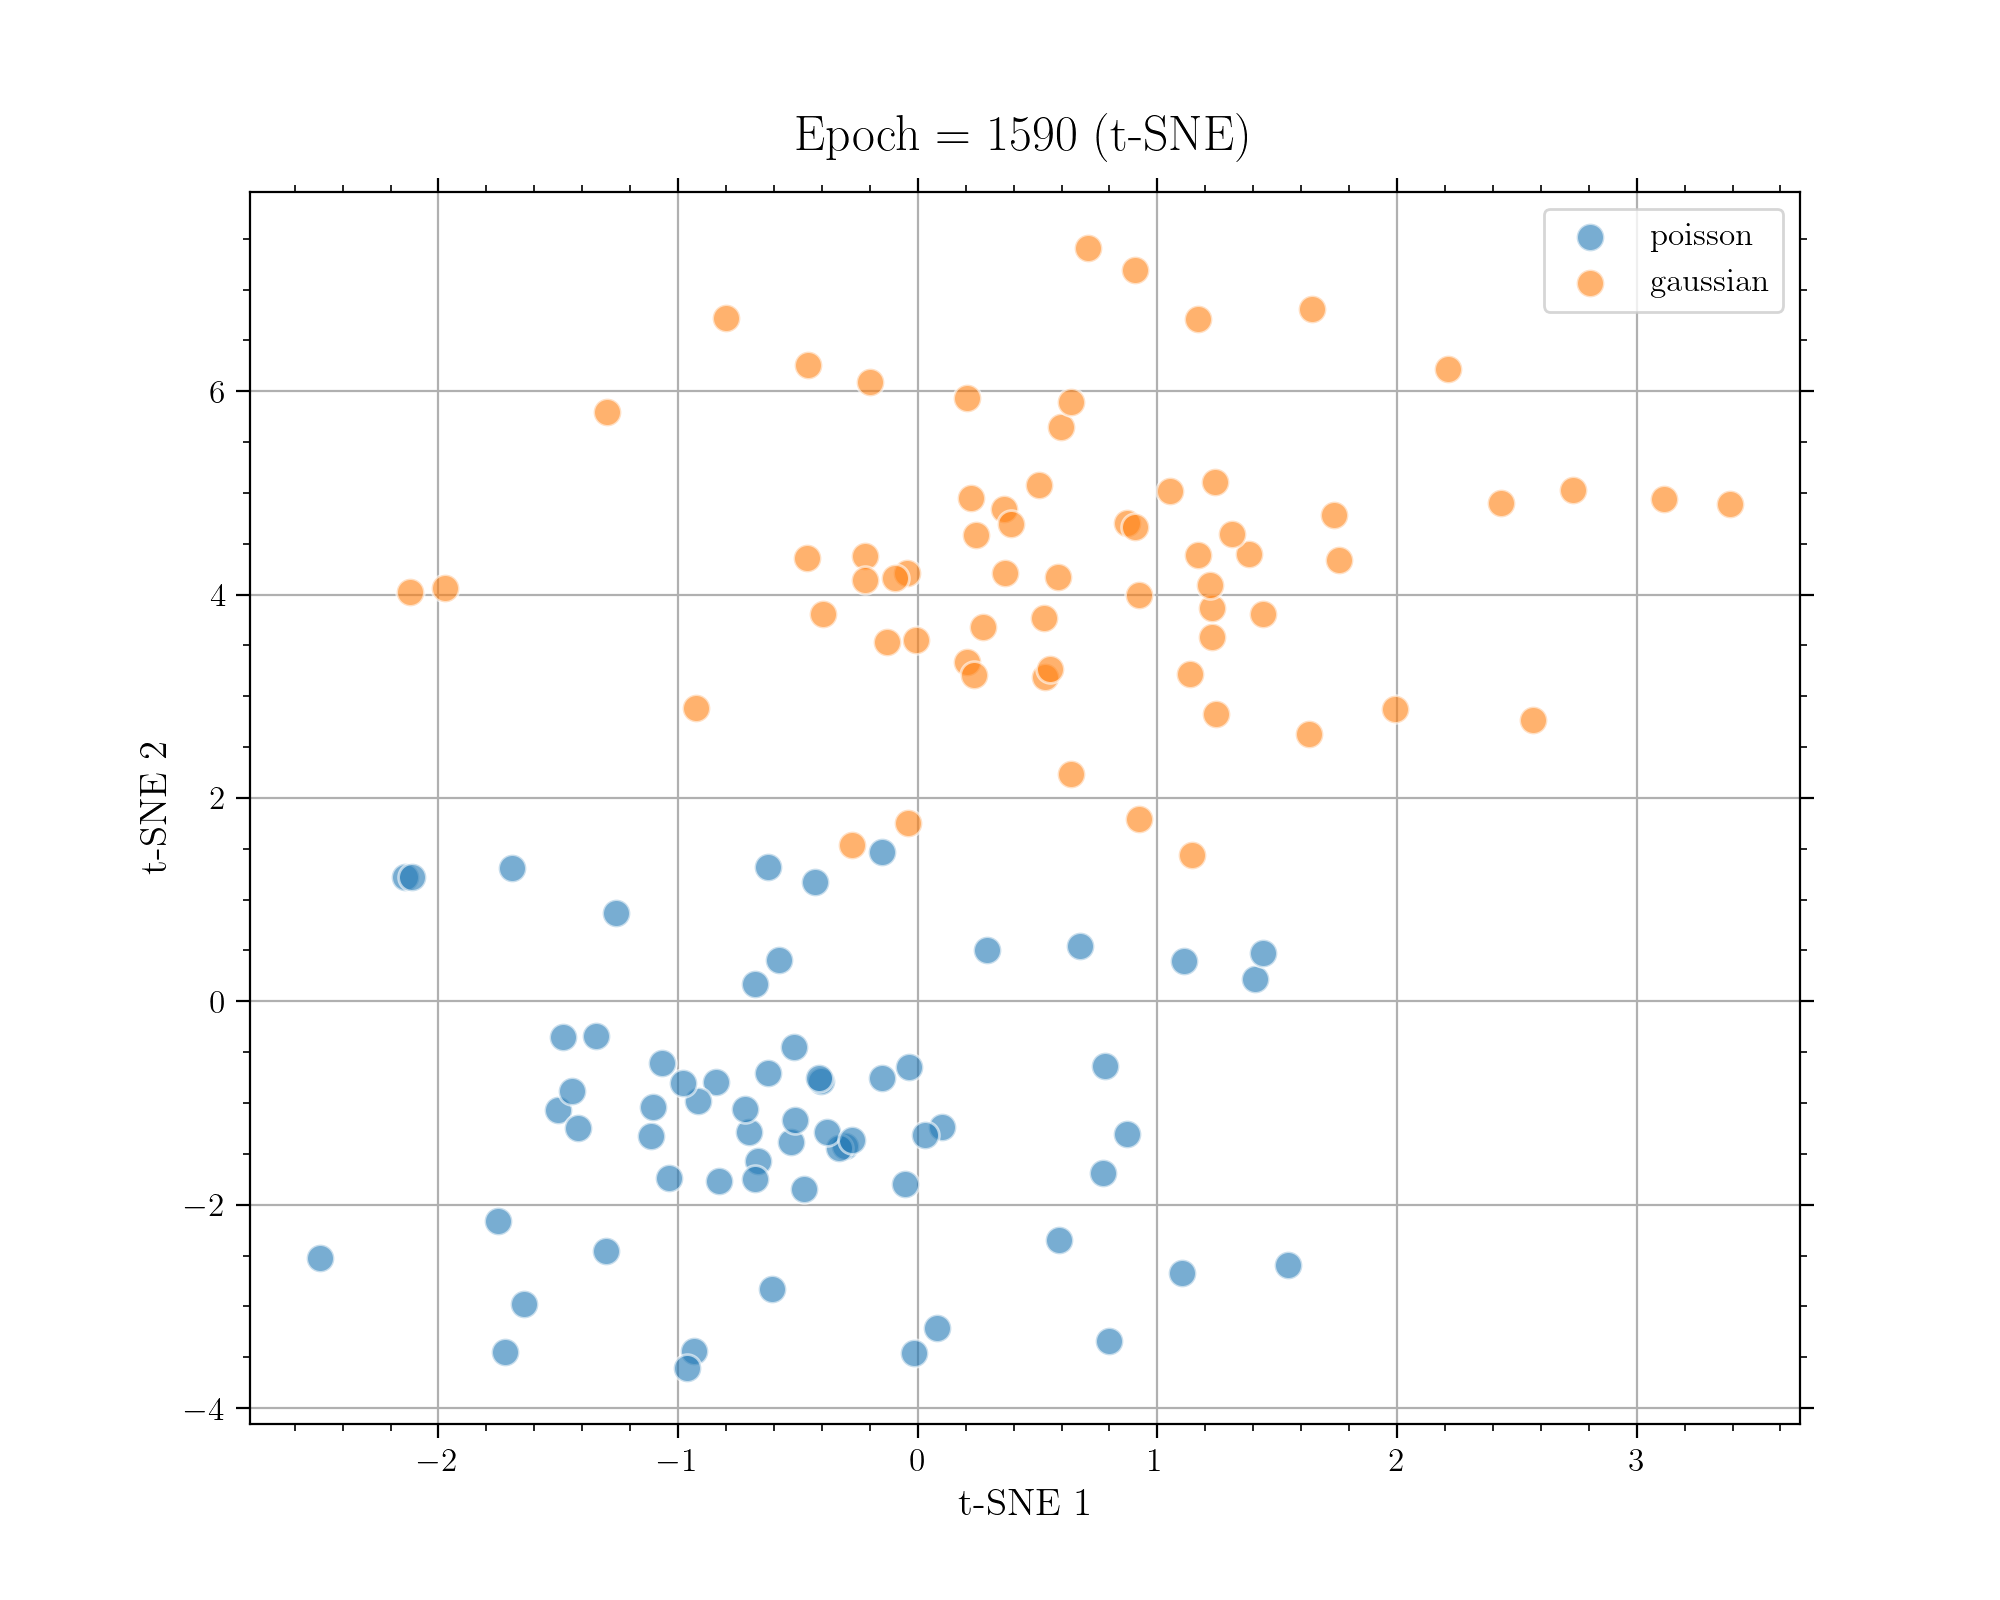 Epoch = 1590 (t-SNE)
poisson
gaussian
6
4
2
0
−2
−4
t-SNE 2
−2 −1 0 1 2 3
t-SNE 1